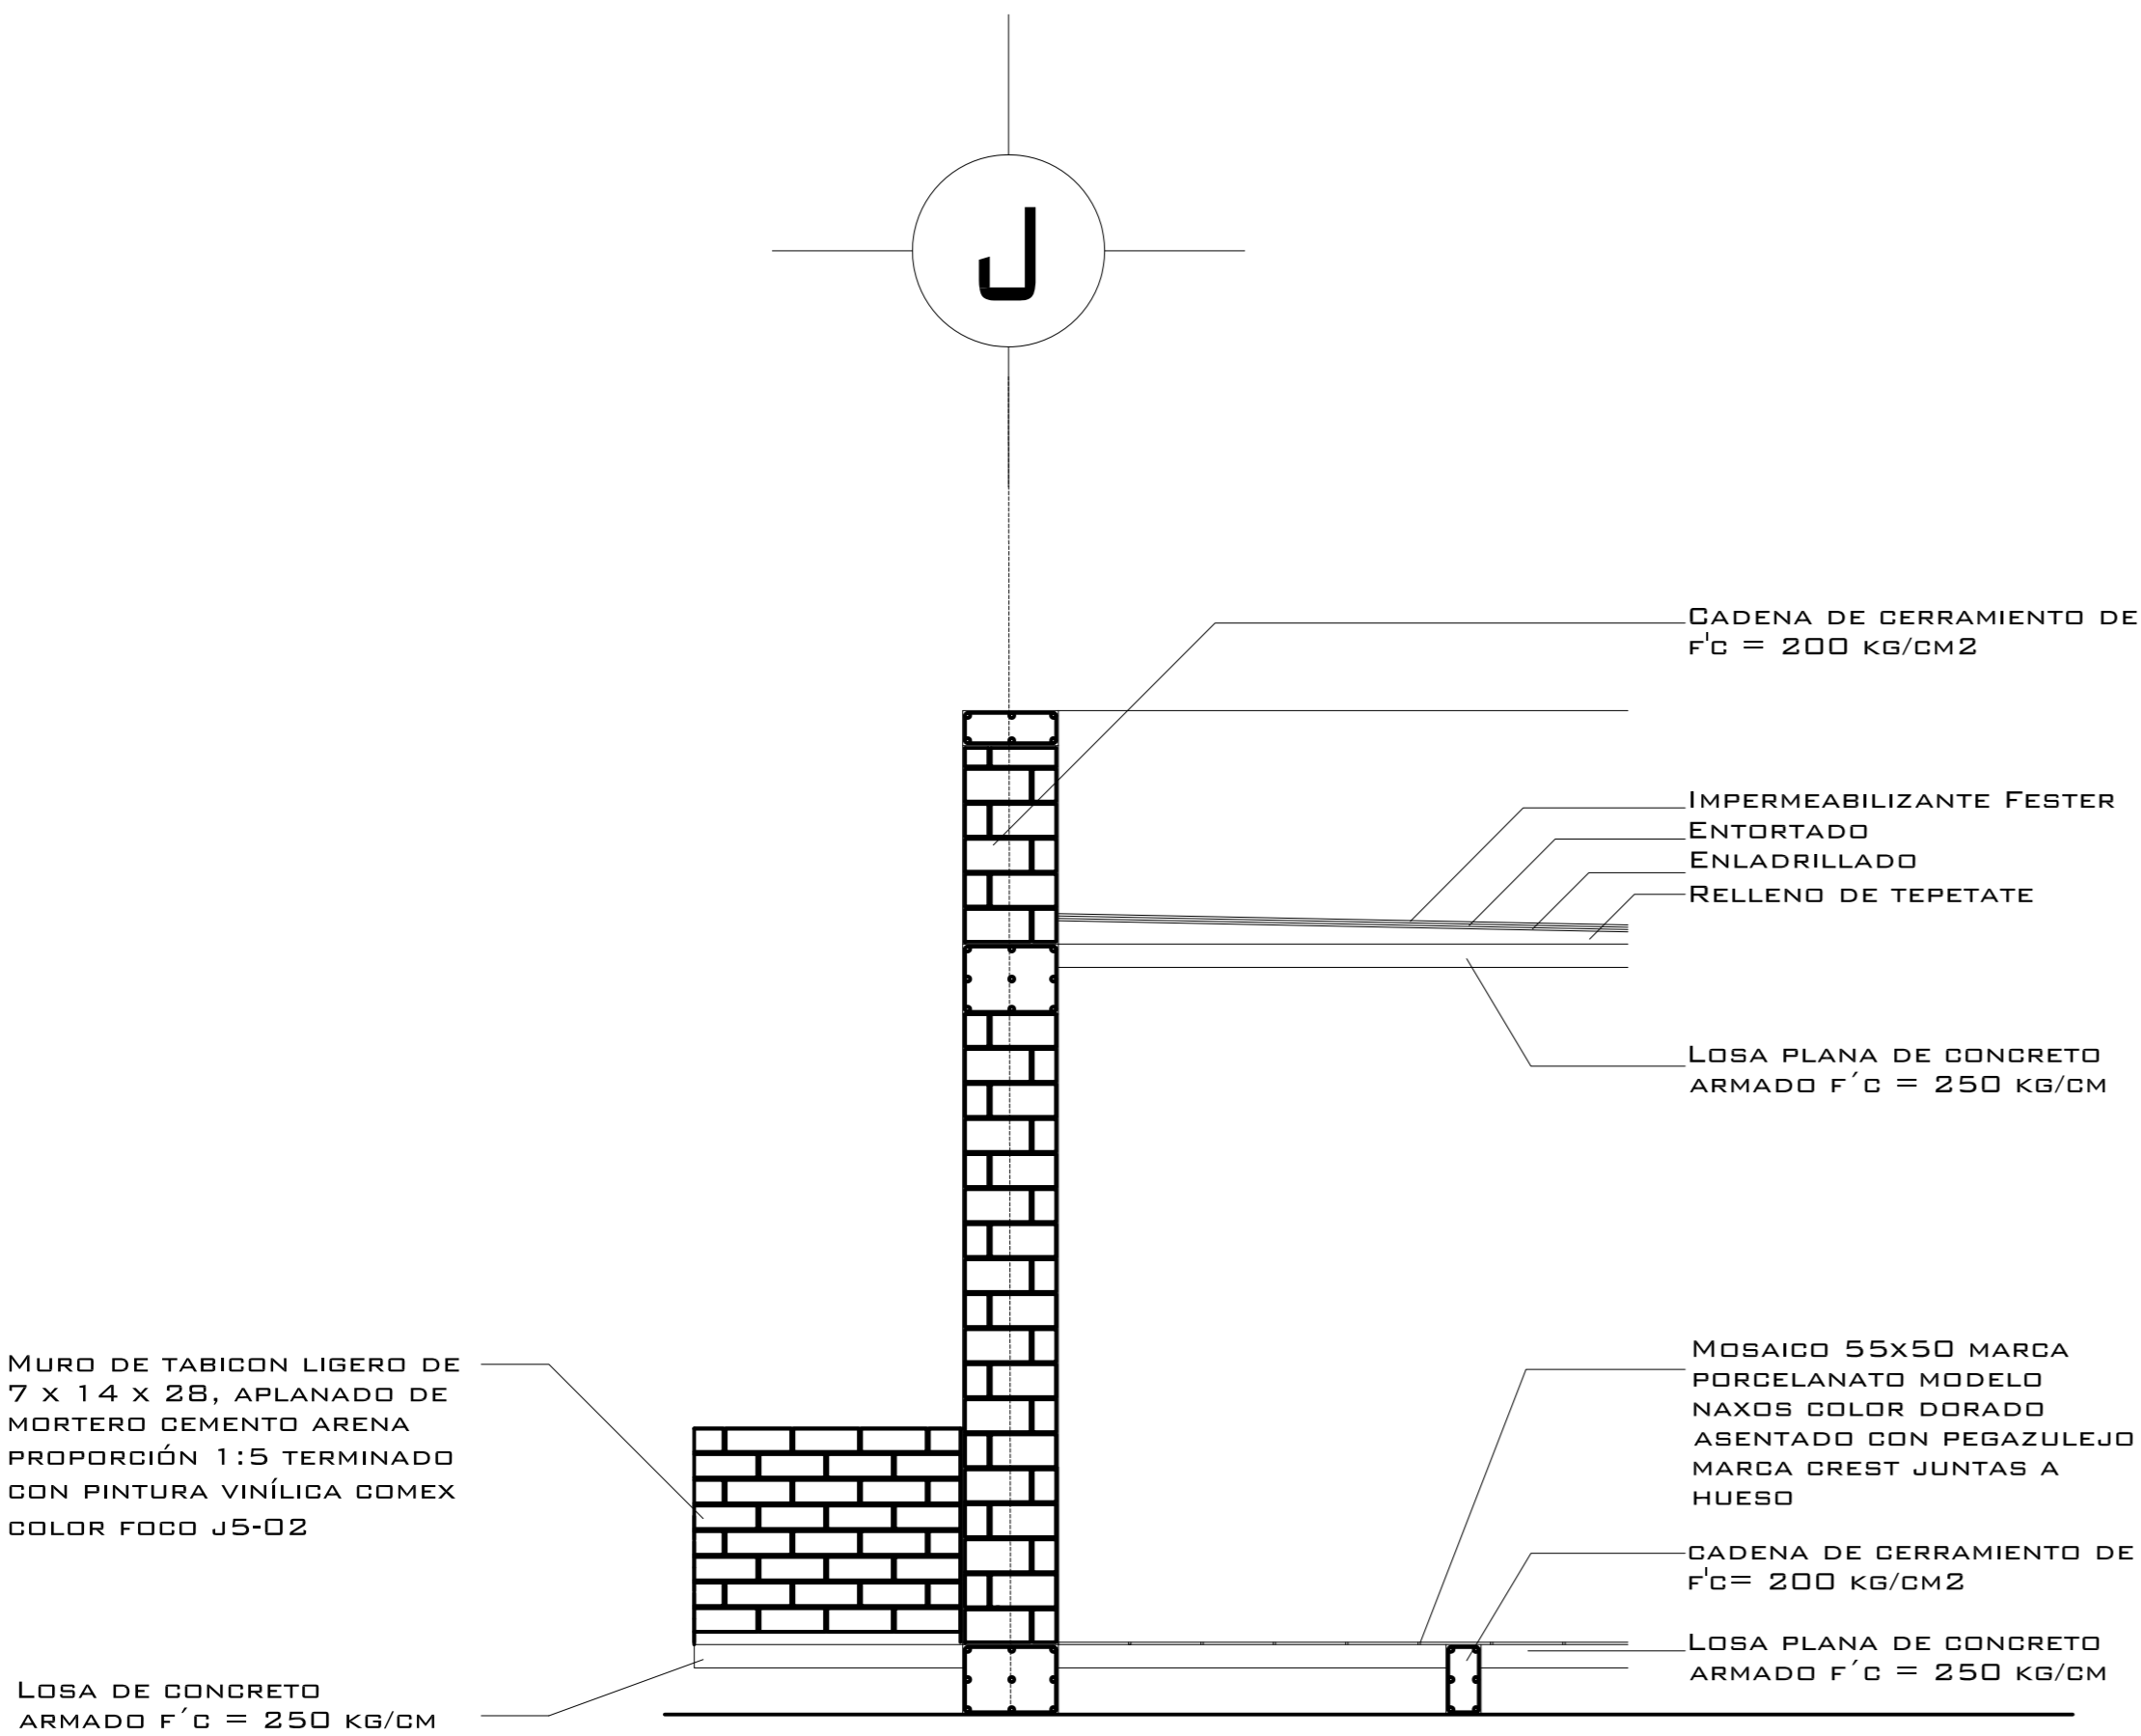 J
CADENA DE CERRAMIENTO DE
F'C = 200 KG/CM2
IMPERMEABILIZANTE FESTER
ENTORTADO
ENLADRILLADO
RELLENO DE TEPETATE
LOSA PLANA DE CONCRETO
ARMADO F´C = 250 KG/CM
MURO DE TABICON LIGERO DE
7 X 14 X 28, APLANADO DE
MORTERO CEMENTO ARENA
PROPORCIÓN 1:5 TERMINADO
CON PINTURA VINÍLICA COMEX
COLOR FOCO J5-02
LOSA DE CONCRETO
ARMADO F´C = 250 KG/CM
MOSAICO 55X50 MARCA
PORCELANATO MODELO
NAXOS COLOR DORADO
ASENTADO CON PEGAZULEJO
MARCA CREST JUNTAS A
HUESO
CADENA DE CERRAMIENTO DE
F'C= 200 KG/CM2
LOSA PLANA DE CONCRETO
ARMADO F´C = 250 KG/CM